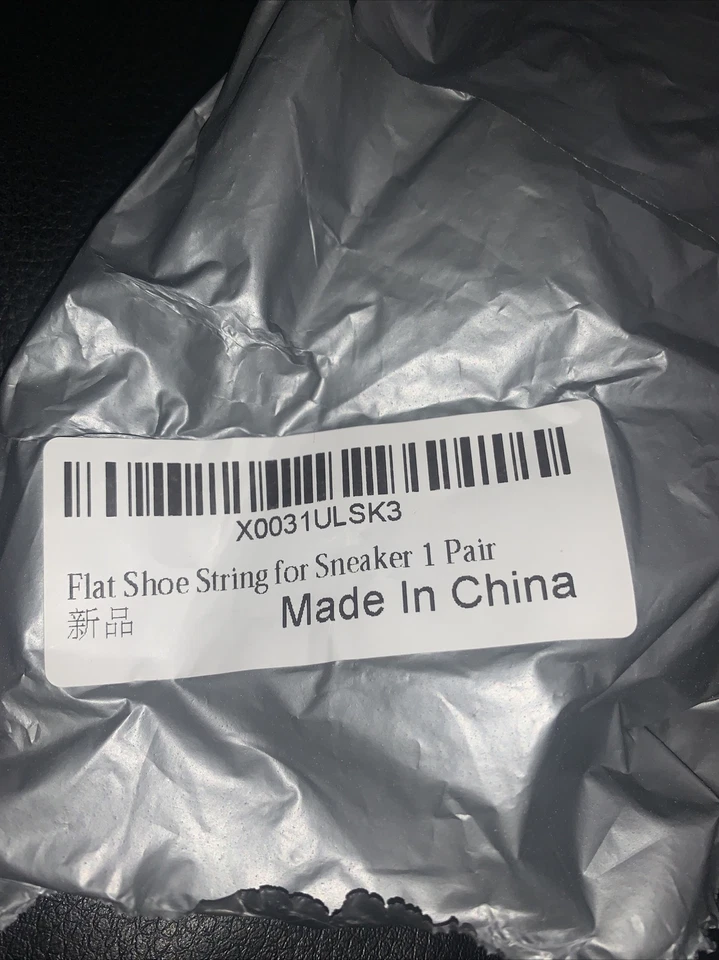 X0031ULSK3
Flat Shoe String for Sneaker 1 Pair
新品
Made In China